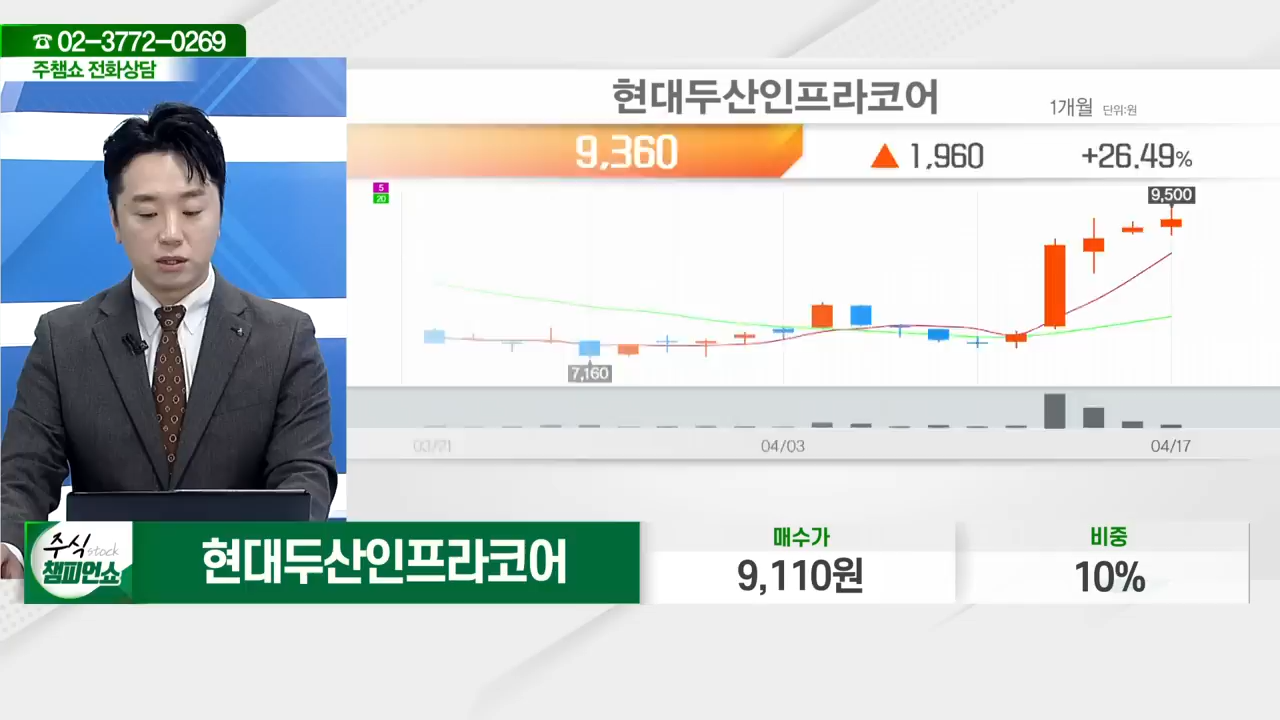 ☎ 02-3772-0269
주챔쇼 전화상담
현대두산인프라코어
1개월 단위:원
9,360 ▲ 1,960 +26.49%
5
20
9,500
7,160
03/21 04/03 04/17
주식 stock
챔피언쇼
현대두산인프라코어
매수가 비중
9,110원 10%